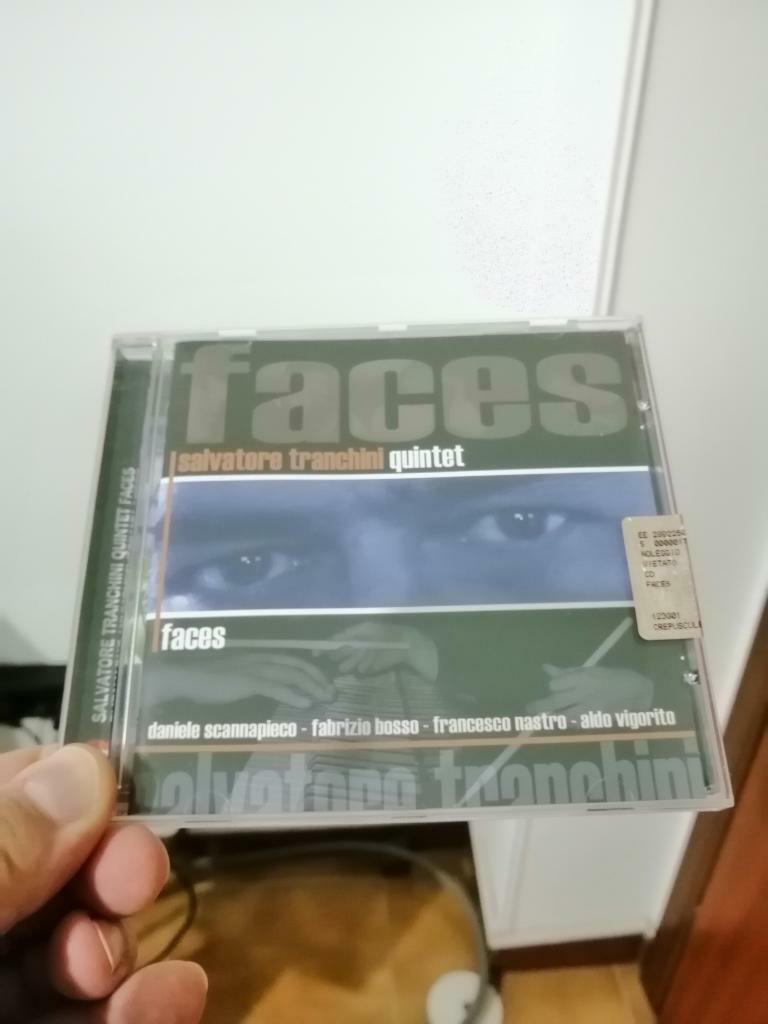 faces
salvatore tranchini quintet
faces
daniele scannapieco - fabrizio bosso - francesco nastro - aldo vigorito
salvatore tranchini
SALVATORE TRANCHINI QUINTET FACES
NOLEGGIO
VIETATO
CD
FACES
123001